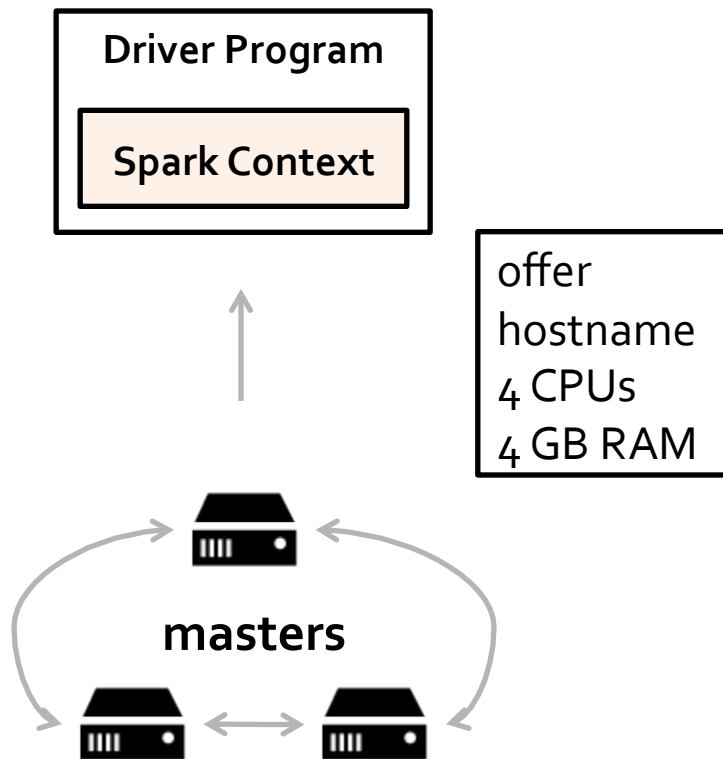 Driver Program
Spark Context
offer
hostname
4 CPUs
4 GB RAM
masters